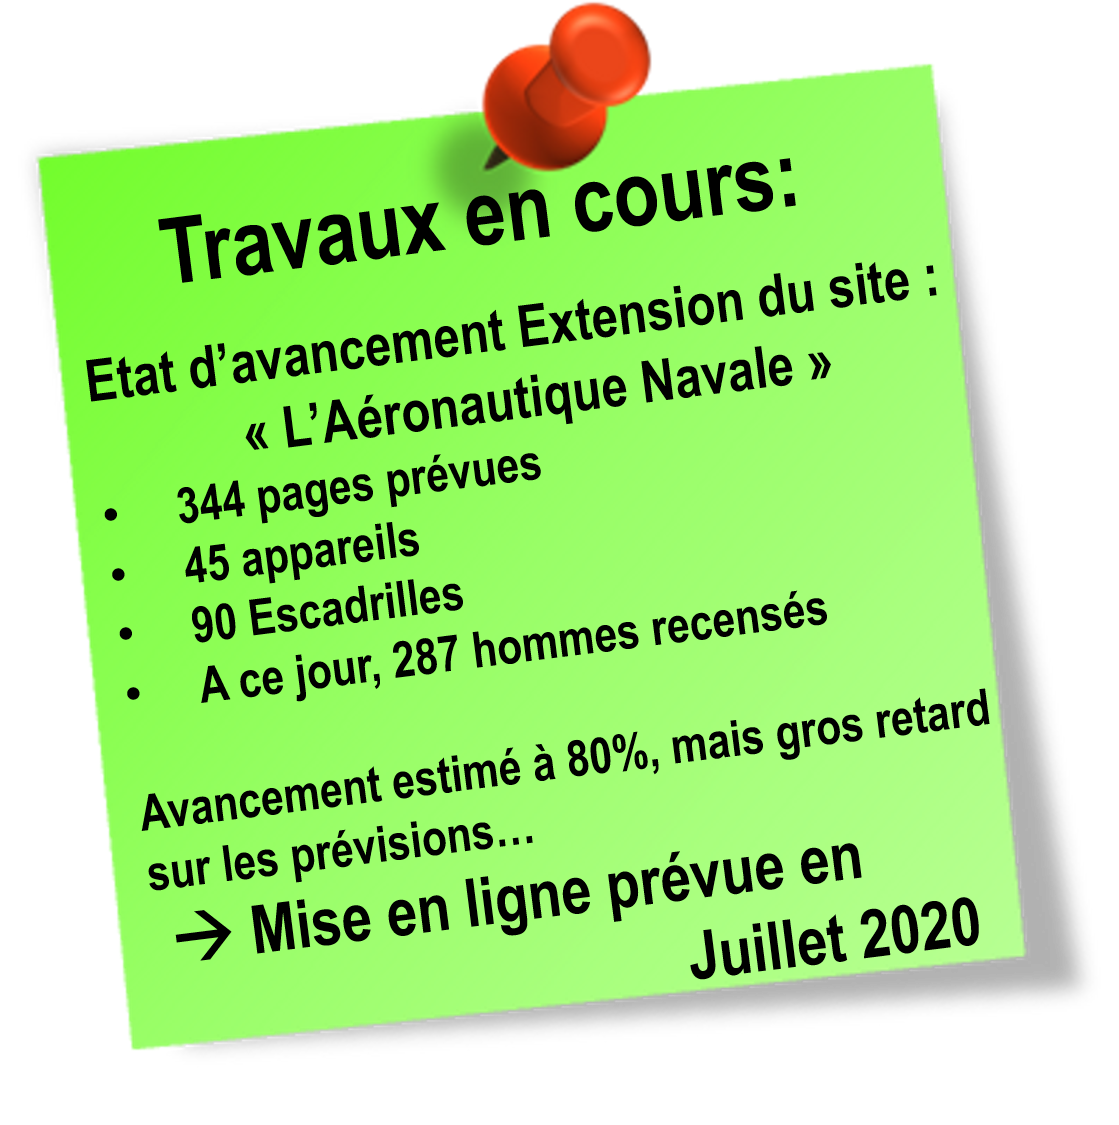 Travaux en cours:
Etat d’avancement Extension du site :
« L’Aéronautique Navale »
• 344 pages prévues
• 45 appareils
• 90 Escadrilles
• A ce jour, 287 hommes recensés
Avancement estimé à 80%, mais gros retard
sur les prévisions…
→ Mise en ligne prévue en
Juillet 2020